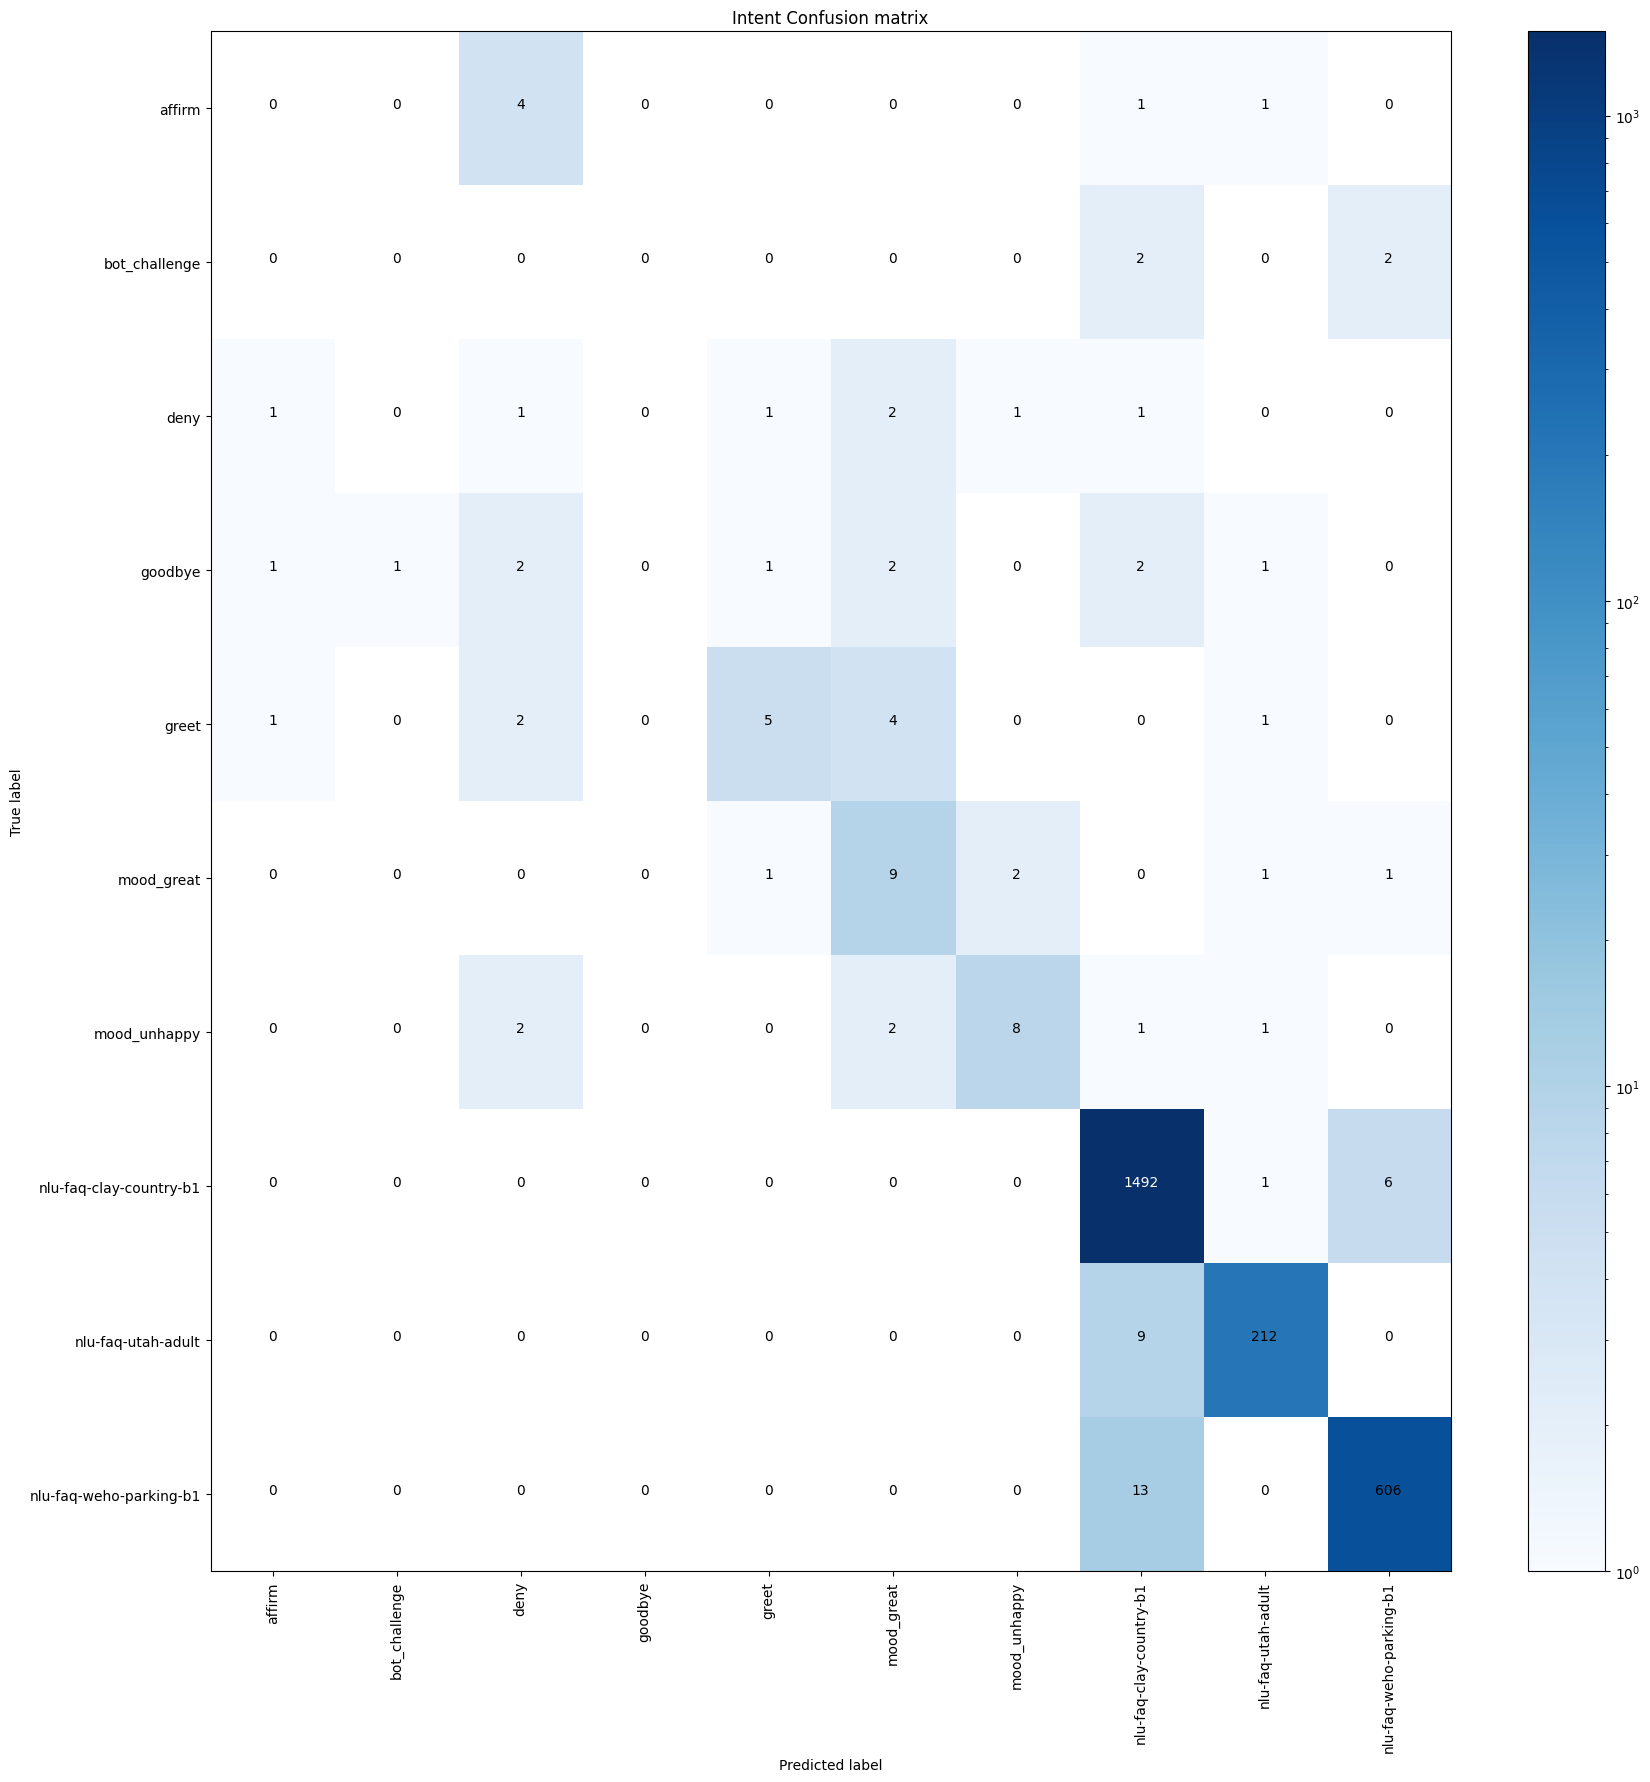 Intent Confusion matrix
affirm 0 0 4 0 0 0 0 1 1 0
bot_challenge 0 0 0 0 0 0 0 2 0 2
deny 1 0 1 0 1 2 1 1 0 0
goodbye 1 1 2 0 1 2 0 2 1 0
greet 1 0 2 0 5 4 0 0 1 0
mood_great 0 0 0 0 1 9 2 0 1 1
mood_unhappy 0 0 2 0 0 2 8 1 1 0
nlu-faq-clay-country-b1 0 0 0 0 0 0 0 1492 1 6
nlu-faq-utah-adult 0 0 0 0 0 0 0 9 212 0
nlu-faq-weho-parking-b1 0 0 0 0 0 0 0 13 0 606
True label
affirm
bot_challenge
deny
goodbye
greet
mood_great
mood_unhappy
nlu-faq-clay-country-b1
nlu-faq-utah-adult
nlu-faq-weho-parking-b1
Predicted label
10³
10²
10¹
10⁰